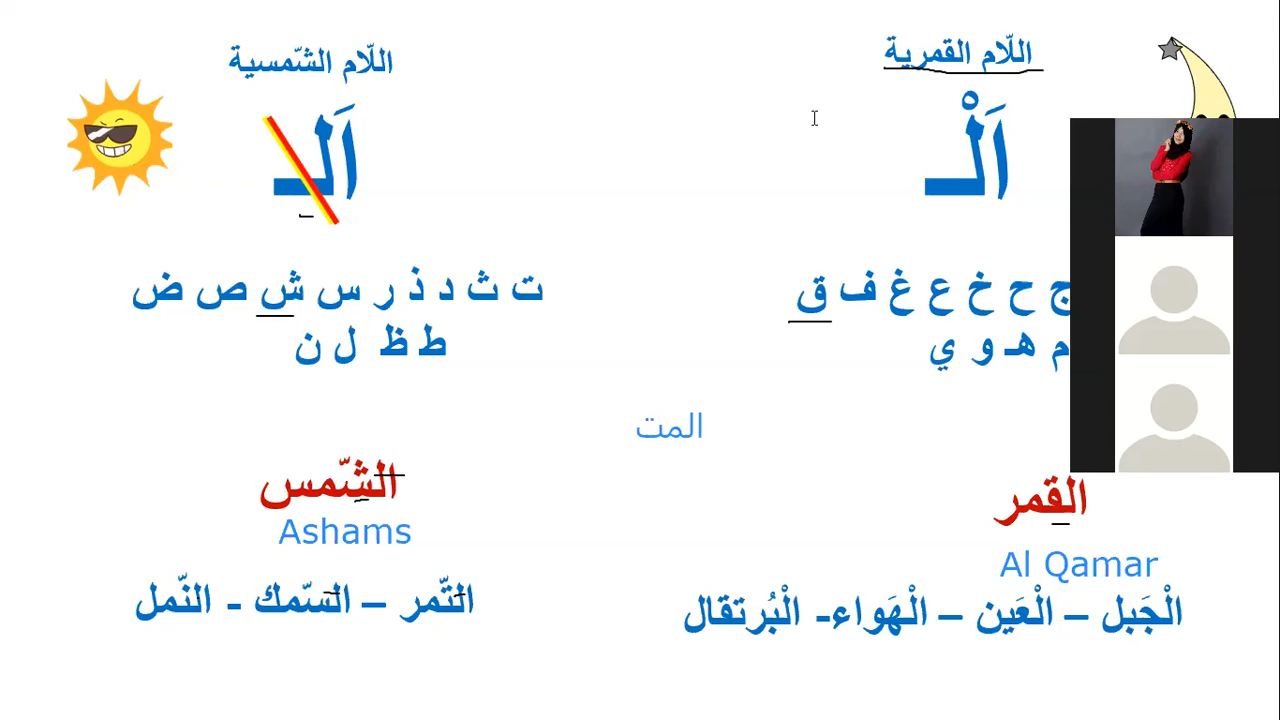 اللّام القمرية
اَلْـ
ج ح خ ع غ ف ق
م هـ و ي
القمر
Al Qamar
الْجَبل – الْعَين – الْهَواء- الْبُرتقال
المت
اللّام الشّمسية
اَلـ
ت ث د ذ ر س ش ص ض
ط ظ ل ن
الشِّمس
Ashams
التّمر – السّمك - النّمل